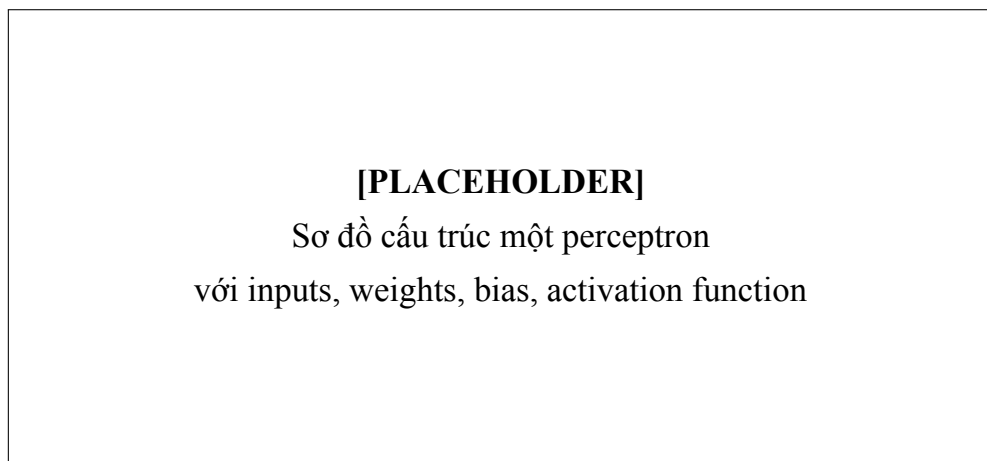 [PLACEHOLDER]
Sơ đồ cấu trúc một perceptron
với inputs, weights, bias, activation function